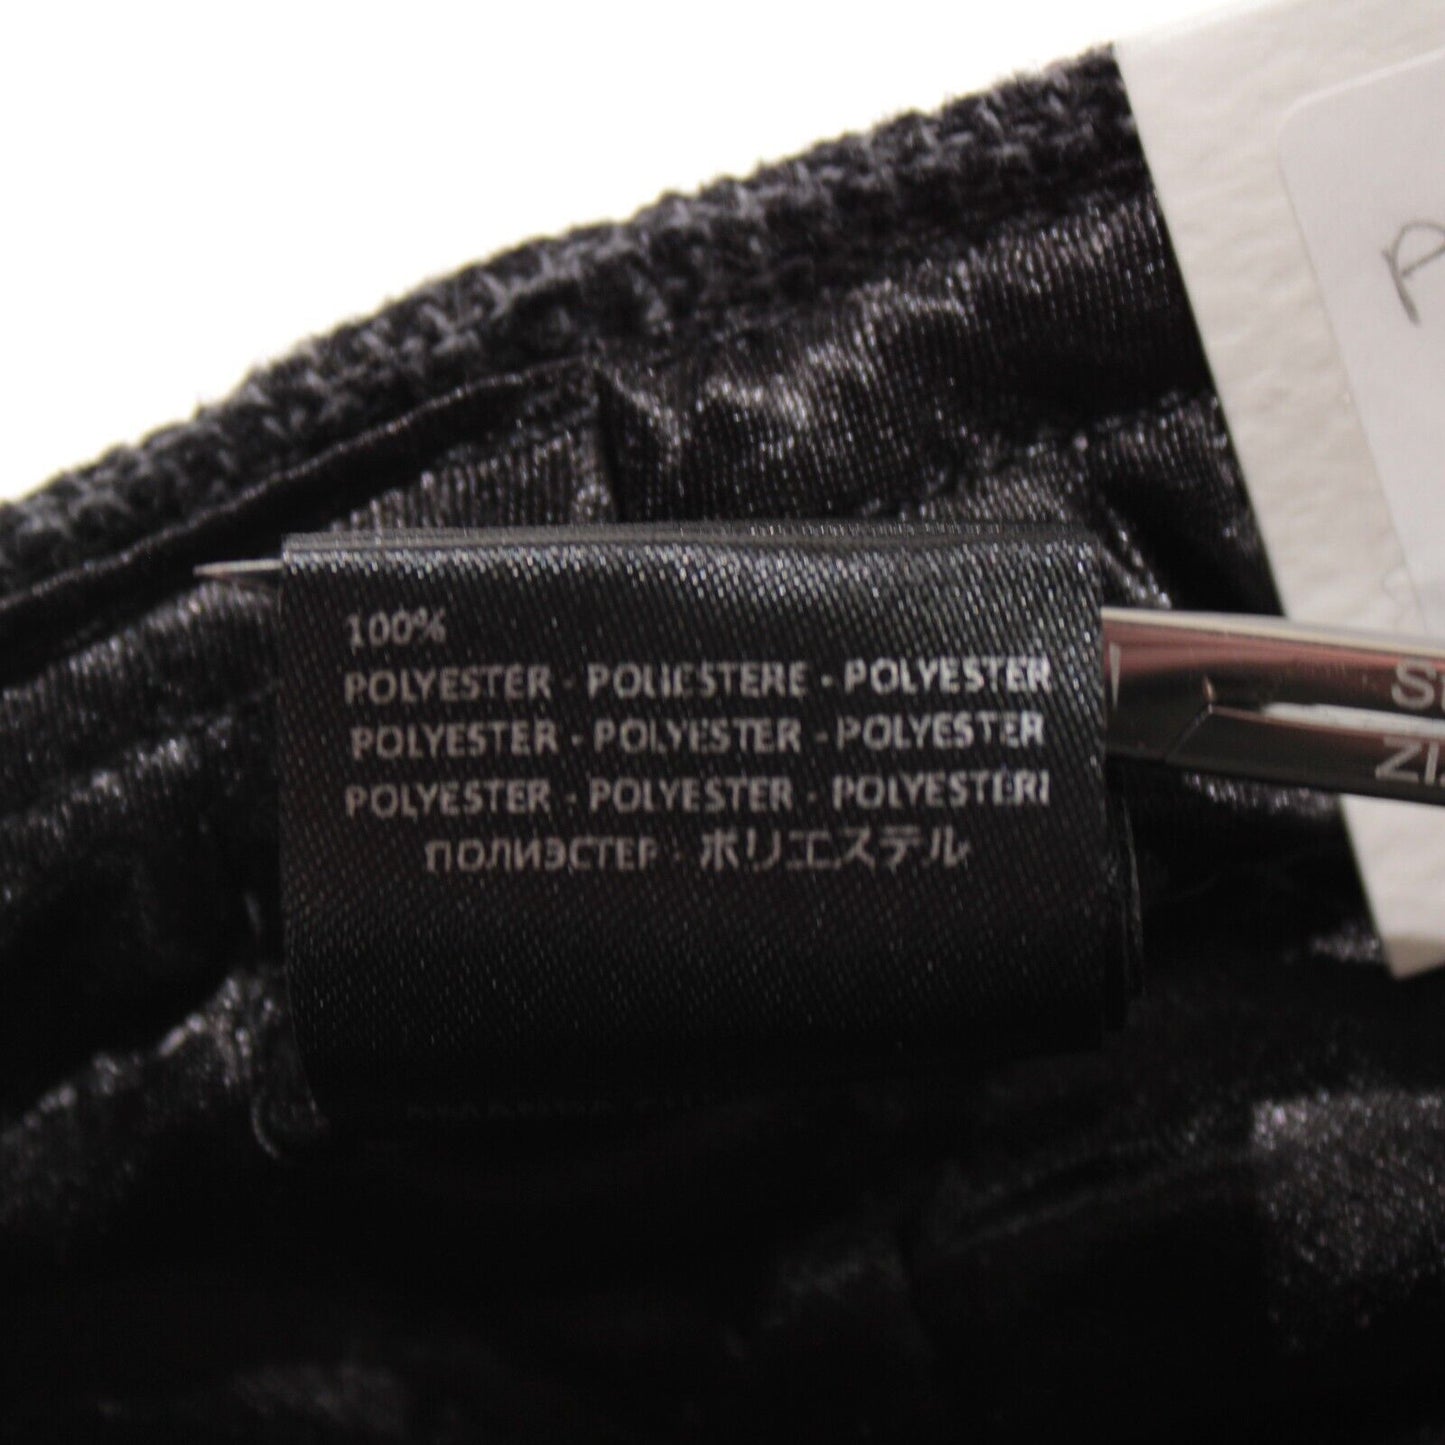 100%
POLYESTER - POLIESTERE - POLYESTER
POLYESTER - POLYESTER - POLYESTER
POLYESTER - POLYESTER - POLYESTERI
ПОЛИЭСТЕР - ポリエステル